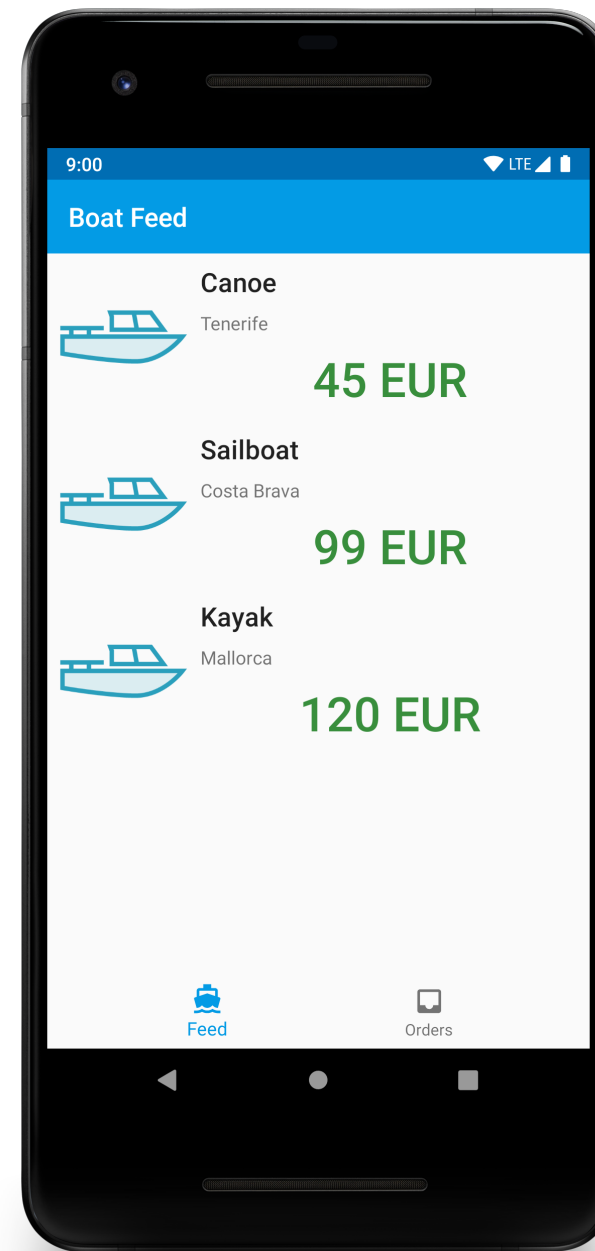 9:00 LTE
Boat Feed
Canoe
Tenerife
45 EUR
Sailboat
Costa Brava
99 EUR
Kayak
Mallorca
120 EUR
Feed Orders